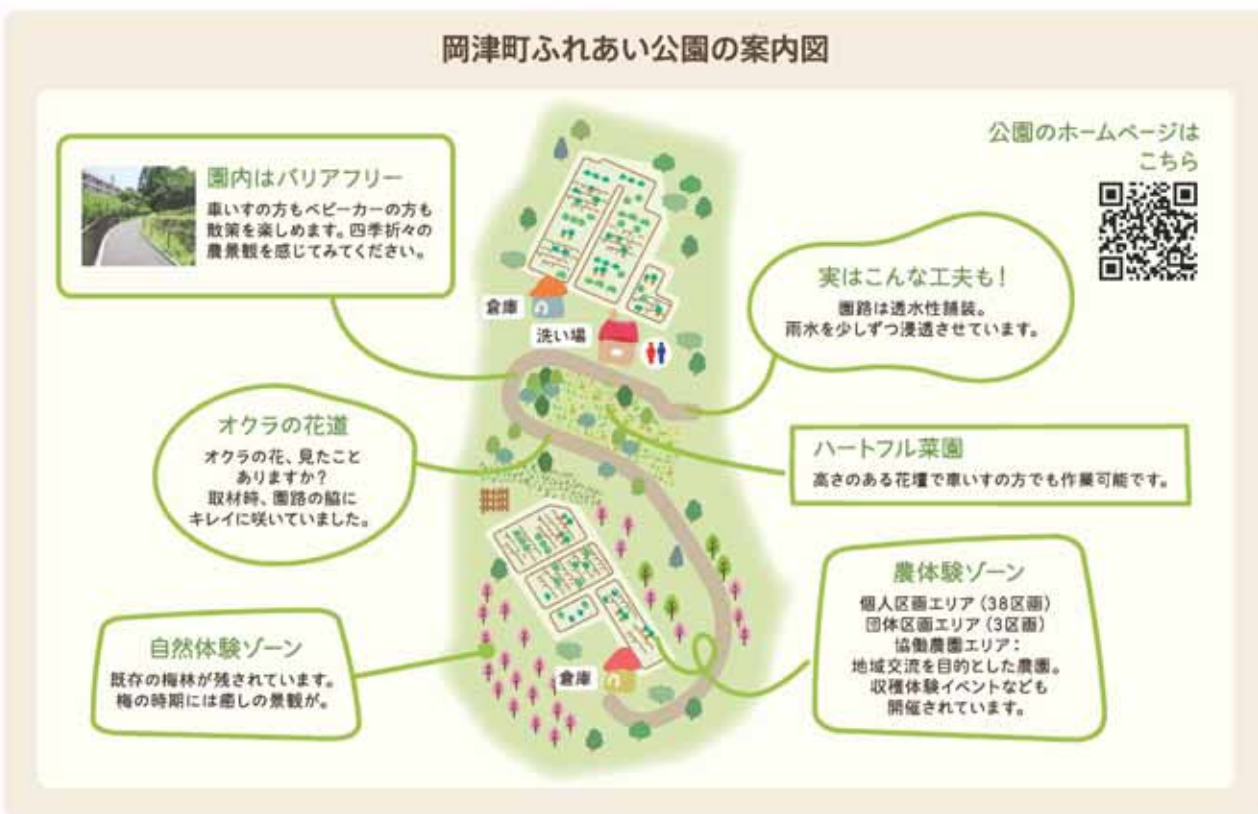 岡津町ふれあい公園の案内図
公園のホームページは
こちら
園内はバリアフリー
車いすの方もベビーカーの方も
散策を楽しめます。四季折々の
農景観を感じてみてください。
実はこんな工夫も!
園路は透水性舗装。
雨水を少しずつ浸透させています。
倉庫
洗い場
オクラの花道
オクラの花、見たこと
ありますか?
取材時、園路の脇に
キレイに咲いていました。
ハートフル菜園
高さのある花壇で車いすの方でも作業可能です。
農体験ゾーン
個人区画エリア(38区画)
団体区画エリア(3区画)
協働農園エリア:
地域交流を目的とした農園。
収穫体験イベントなども
開催されています。
自然体験ゾーン
既存の梅林が残されています。
梅の時期には癒しの景観が。
倉庫